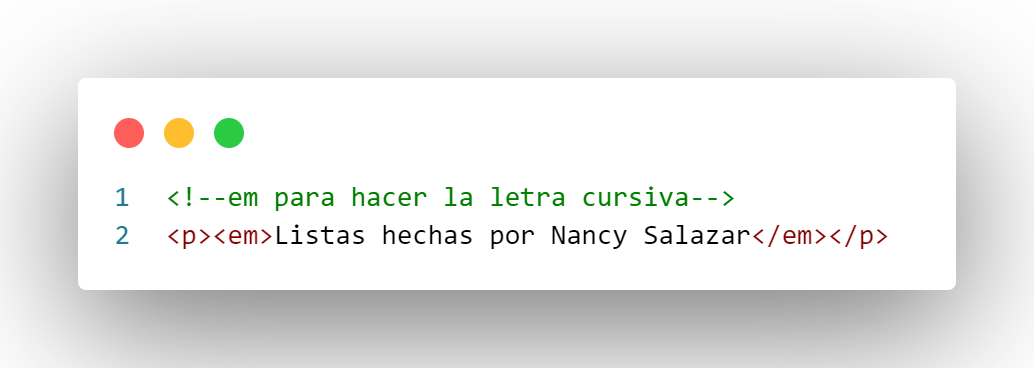 1 <!--em para hacer la letra cursiva-->
2 <p><em>Listas hechas por Nancy Salazar</em></p>